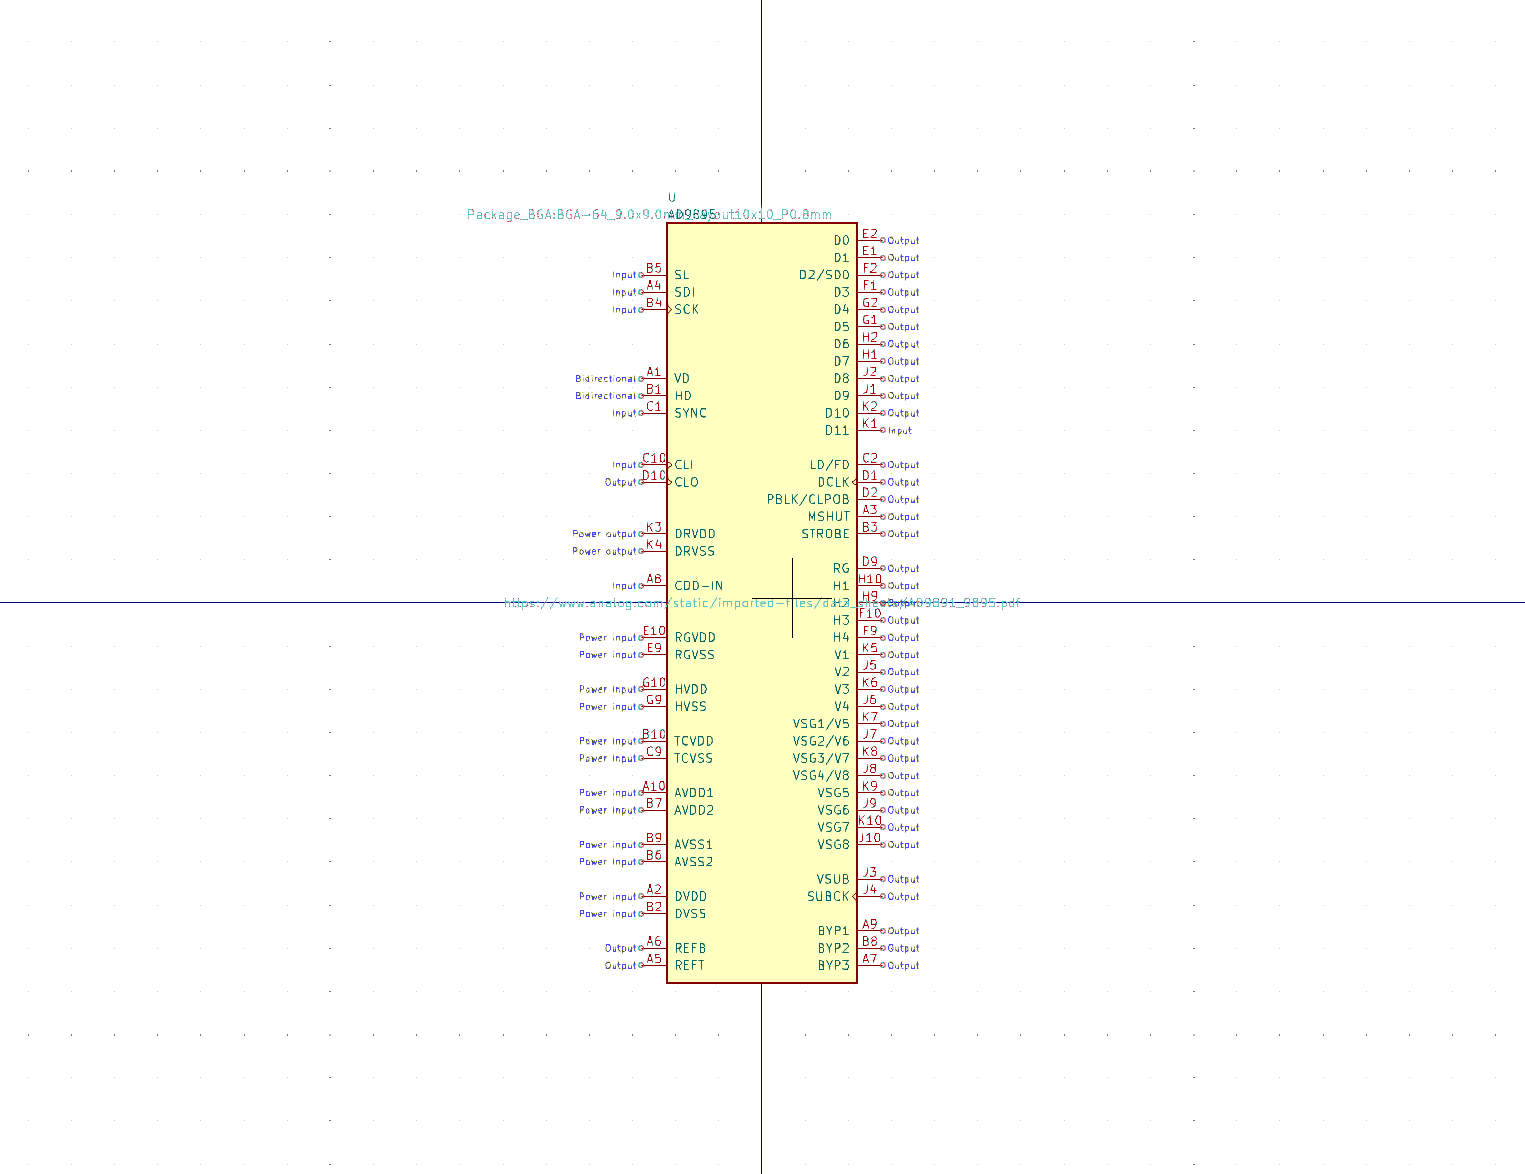 U
Package_BGA:BGA-64_9.0x9.0mm_Layout10x10_P0.8mm
AD9895
E2 D0 Output
E1 D1 Output
Input B5 SL D2/SDO F2 Output
Input A4 SDI D3 F1 Output
Input B4 SCK D4 G2 Output
D5 G1 Output
D6 H2 Output
D7 H1 Output
Bidirectional A1 VD D8 J2 Output
Bidirectional B1 HD D9 J1 Output
Input C1 SYNC D10 K2 Output
D11 K1 Input
Input C10 CLI LD/FD C2 Output
Output D10 CLO DCLK D1 Output
PBLK/CLPOB D2 Output
MSHUT A3 Output
Power output K3 DRVDD STROBE B3 Output
Power output K4 DRVSS
RG D9 Output
Input A8 CDD-IN H1 H10 Output
https://www.analog.com/static/imported-files/data_sheets/AD9891_9895.pdf
H2 H9 Output
H3 F10 Output
Power input E10 RGVDD H4 F9 Output
Power input E9 RGVSS V1 K5 Output
V2 J5 Output
Power input G10 HVDD V3 K6 Output
Power input G9 HVSS V4 J6 Output
VSG1/V5 K7 Output
Power input B10 TCVDD VSG2/V6 J7 Output
Power input C9 TCVSS VSG3/V7 K8 Output
VSG4/V8 J8 Output
Power input A10 AVDD1 VSG5 K9 Output
Power input B7 AVDD2 VSG6 J9 Output
VSG7 K10 Output
Power input B9 AVSS1 VSG8 J10 Output
Power input B6 AVSS2
VSUB J3 Output
Power input A2 DVDD SUBCK J4 Output
Power input B2 DVSS
BYP1 A9 Output
Output A6 REFB BYP2 B8 Output
Output A5 REFT BYP3 A7 Output